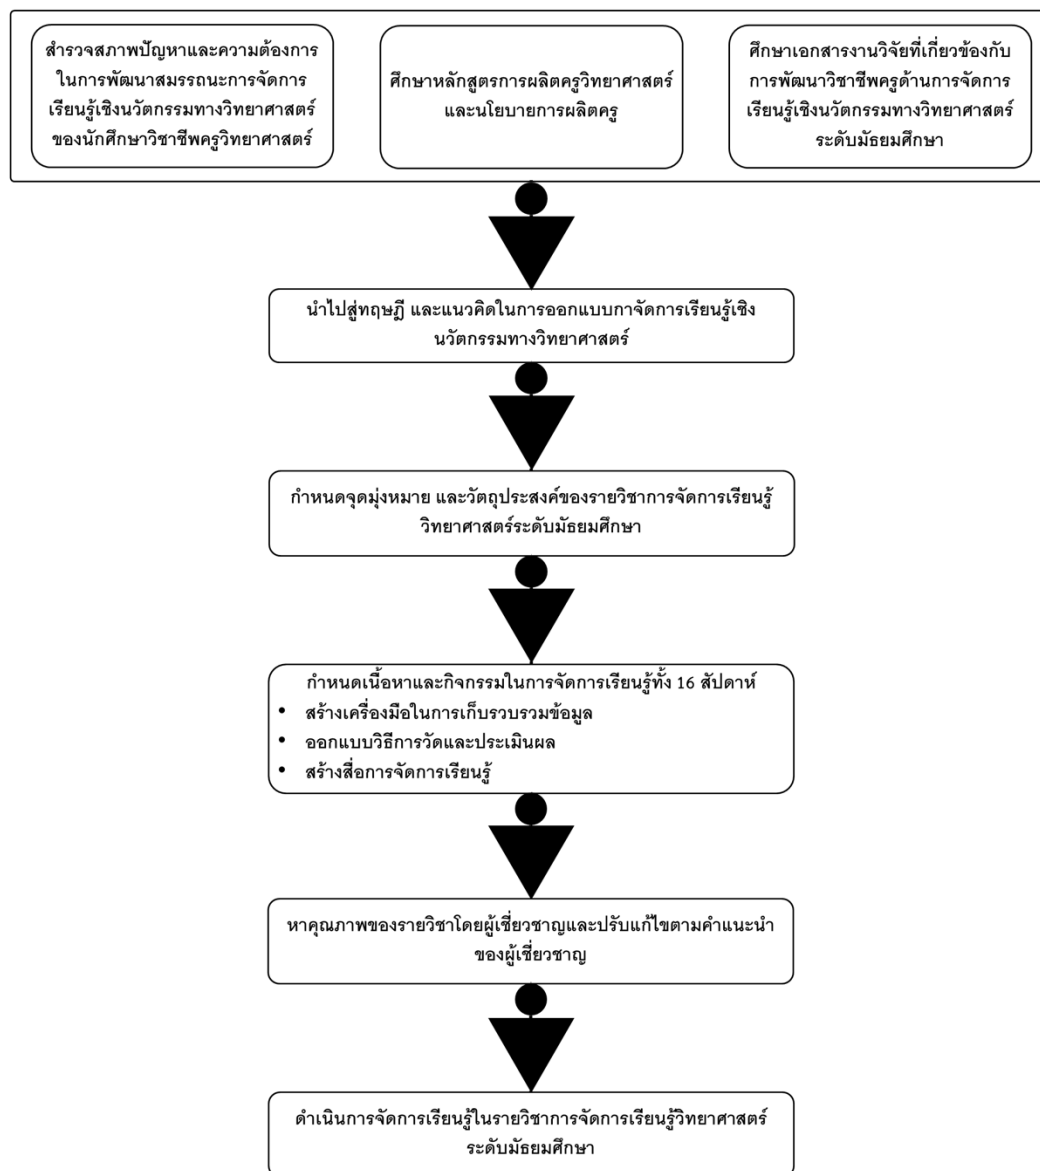 สำรวจสภาพปัญหาและความต้องการ
ในการพัฒนาสมรรถนะการจัดการ
เรียนรู้เชิงนวัตกรรมทางวิทยาศาสตร์
ของนักศึกษาวิชาชีพครูวิทยาศาสตร์
ศึกษาหลักสูตรการผลิตครูวิทยาศาสตร์
และนโยบายการผลิตครู
ศึกษาเอกสารงานวิจัยที่เกี่ยวข้องกับ
การพัฒนาวิชาชีพครูด้านการจัดการ
เรียนรู้เชิงนวัตกรรมทางวิทยาศาสตร์
ระดับมัธยมศึกษา
นำไปสู่ทฤษฎี และแนวคิดในการออกแบบกาจัดการเรียนรู้เชิง
นวัตกรรมทางวิทยาศาสตร์
กำหนดจุดมุ่งหมาย และวัตถุประสงค์ของรายวิชาการจัดการเรียนรู้
วิทยาศาสตร์ระดับมัธยมศึกษา
กำหนดเนื้อหาและกิจกรรมในการจัดการเรียนรู้ทั้ง 16 สัปดาห์
• สร้างเครื่องมือในการเก็บรวบรวมข้อมูล
• ออกแบบวิธีการวัดและประเมินผล
• สร้างสื่อการจัดการเรียนรู้
หาคุณภาพของรายวิชาโดยผู้เชี่ยวชาญและปรับแก้ไขตามคำแนะนำ
ของผู้เชี่ยวชาญ
ดำเนินการจัดการเรียนรู้ในรายวิชาการจัดการเรียนรู้วิทยาศาสตร์
ระดับมัธยมศึกษา